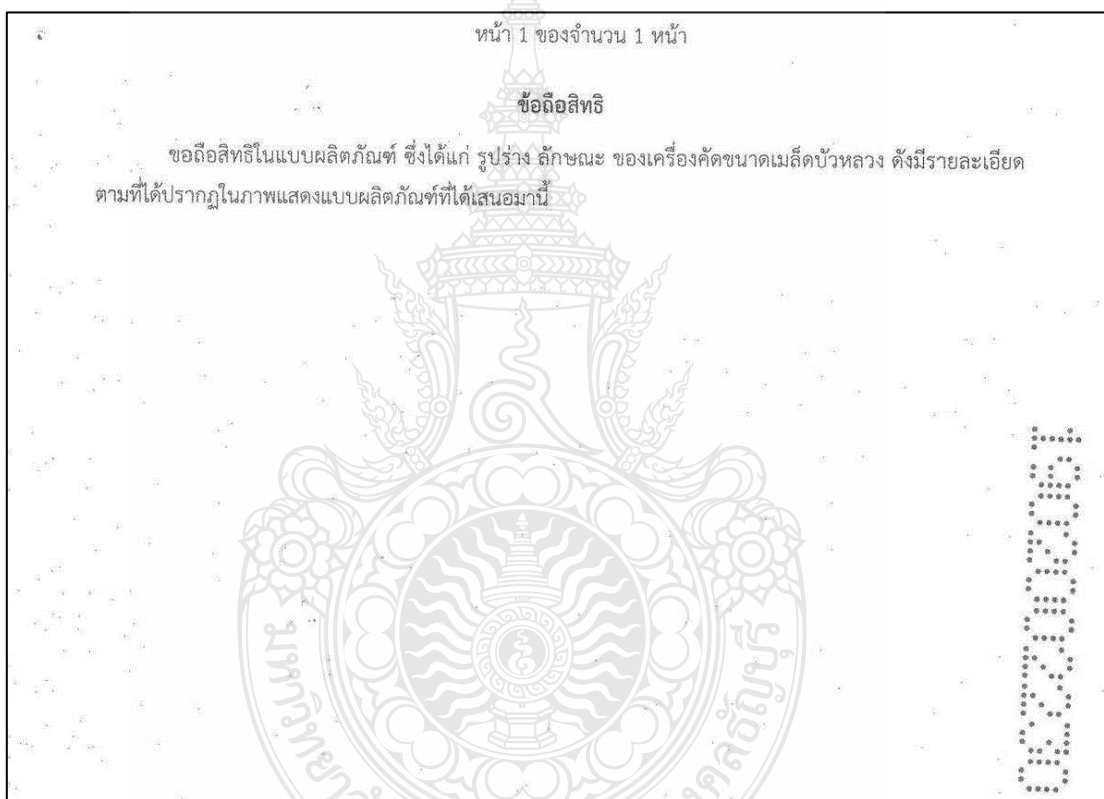 หน้า 1 ของจำนวน 1 หน้า
ข้อถือสิทธิ
ขอถือสิทธิในแบบผลิตภัณฑ์ ซึ่งได้แก่ รูปร่าง ลักษณะ ของเครื่องคัดขนาดเมล็ดบัวหลวง ดังมีรายละเอียด
ตามที่ได้ปรากฏในภาพแสดงแบบผลิตภัณฑ์ที่ได้เสนอมานี้